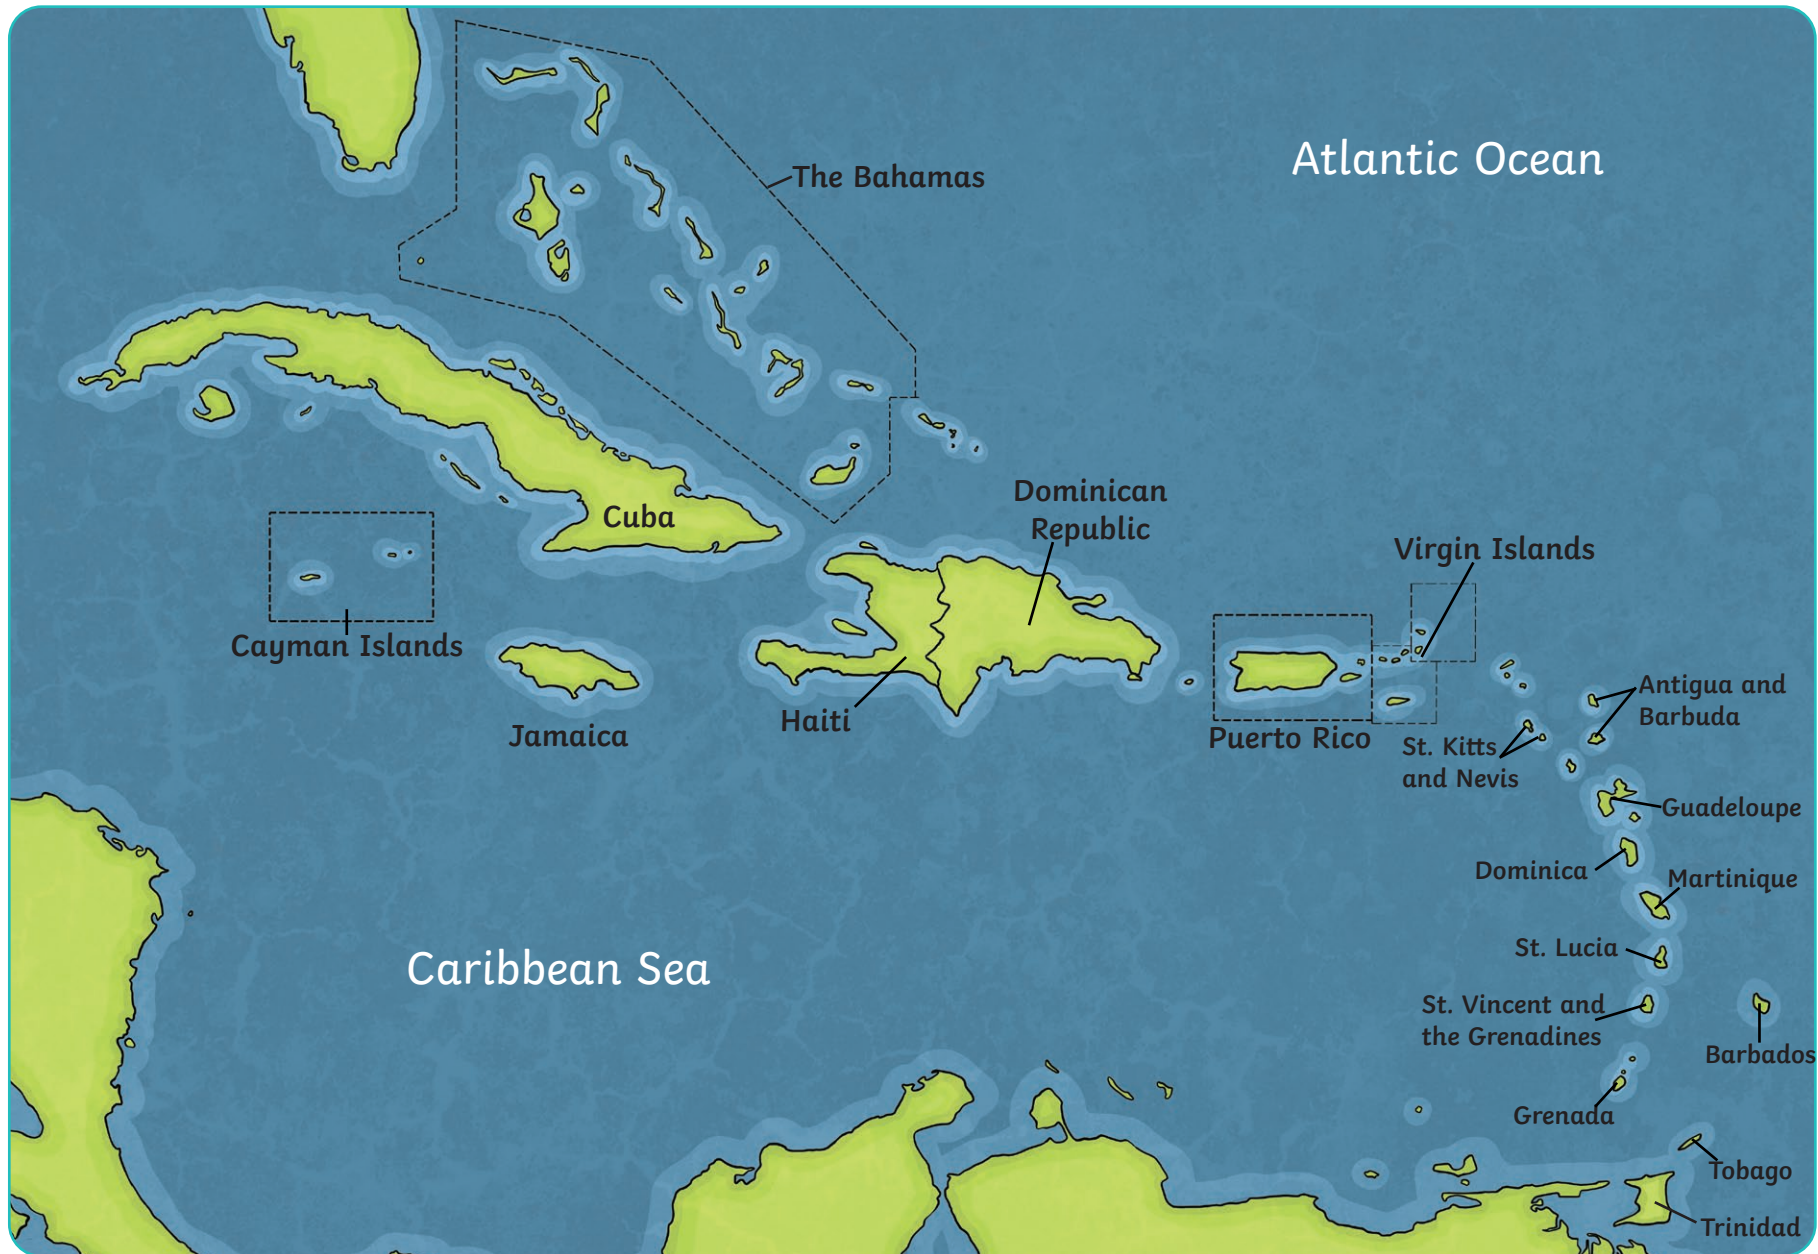 Atlantic Ocean
The Bahamas
Dominican
Republic
Cuba
Virgin Islands
Cayman Islands
Antigua and
Barbuda
Haiti
Jamaica
Puerto Rico
St. Kitts
and Nevis
Guadeloupe
Dominica
Martinique
St. Lucia
Caribbean Sea
St. Vincent and
the Grenadines
Barbados
Grenada
Tobago
Trinidad